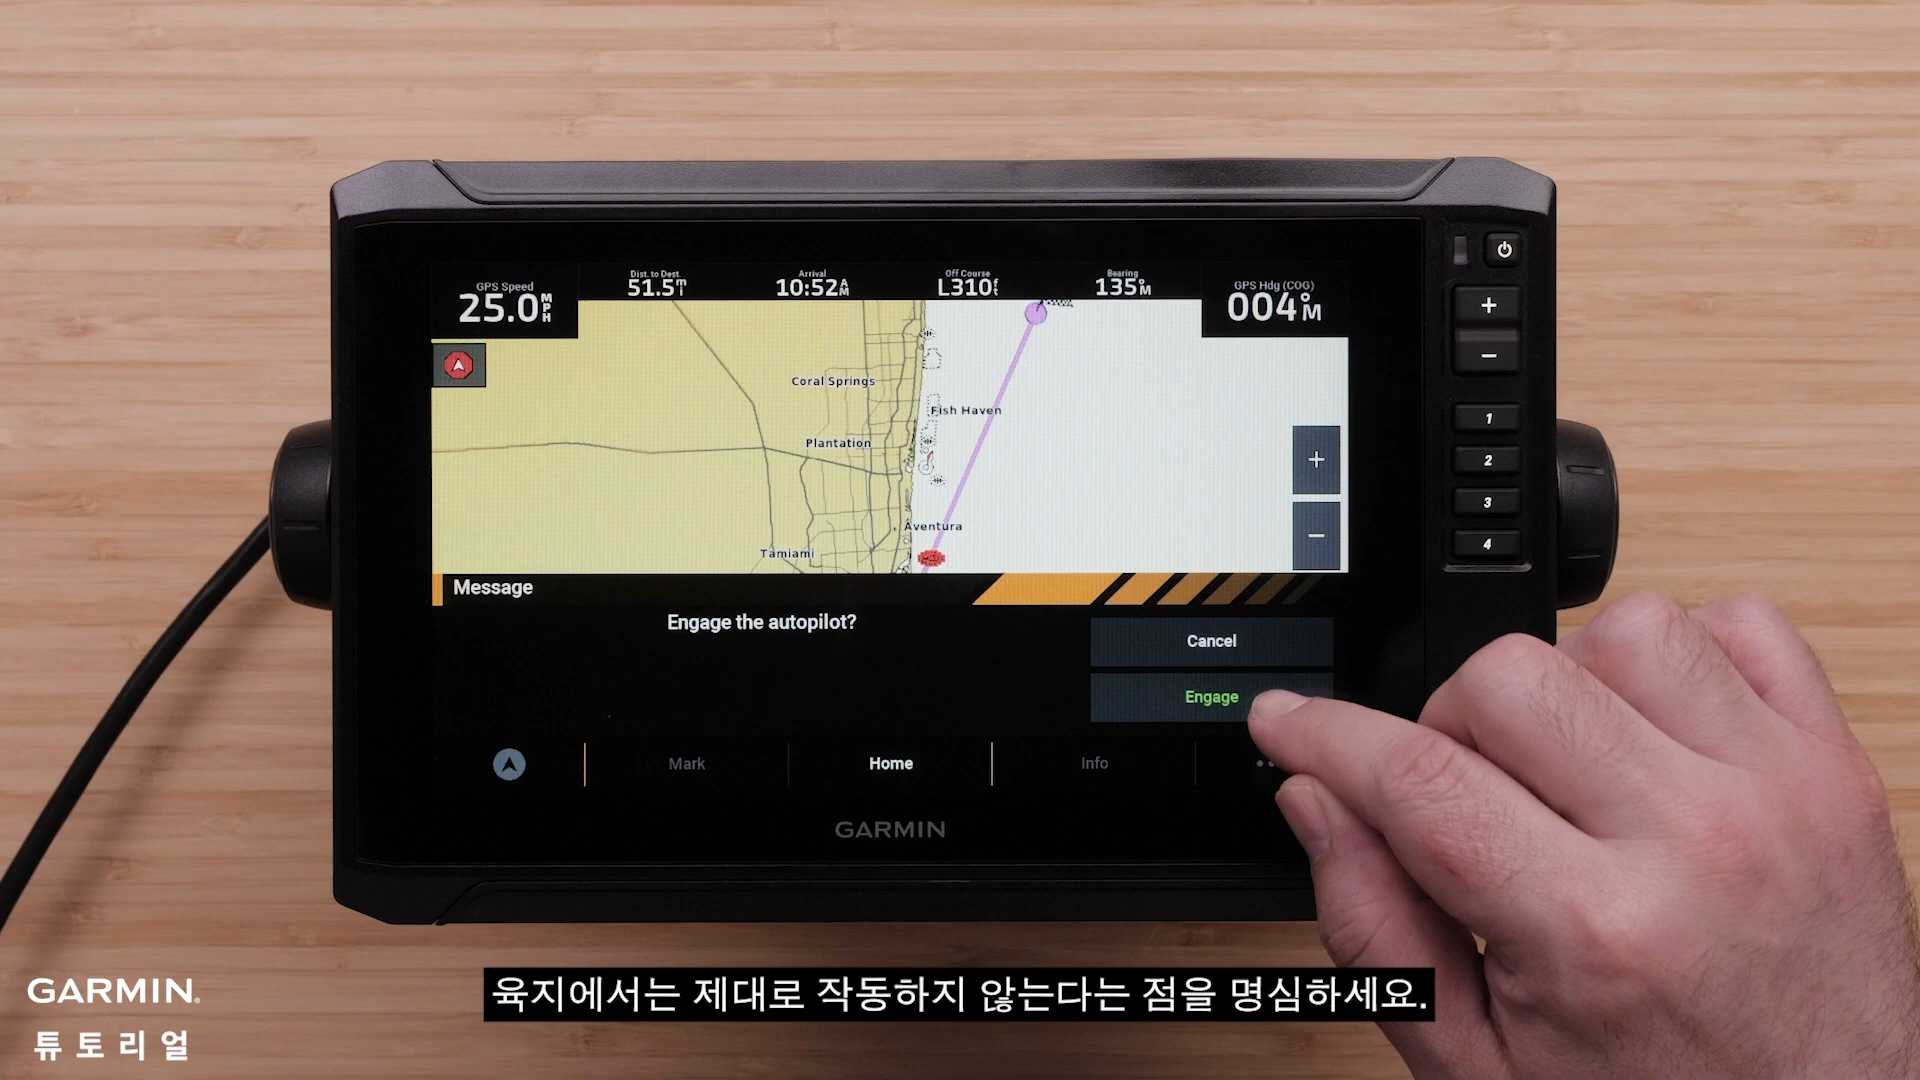 GPS Speed
25.0 MPH
Dist. to Dest.
51.5 mi
Arrival
10:52 AM
Off Course
L310 ft
Bearing
135°M
GPS Hdg (COG)
004°M
Coral Springs
Fish Haven
Plantation
Aventura
Tamiami
+
−
+
−
1
2
3
4
Message
Engage the autopilot?
Cancel
Engage
Mark
Home
Info
GARMIN
GARMIN®
튜토리얼
육지에서는 제대로 작동하지 않는다는 점을 명심하세요.